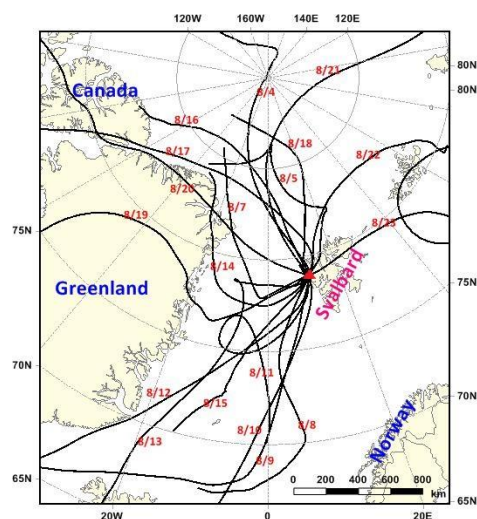 120W 160W 140E 120E
8/21
80N
8/4
Canada
80N
8/16
8/18
8/17
8/22
8/5
8/20
8/7
8/19
8/23
75N
8/14
Svalbard
75N
Greenland
70N
8/11
8/12
8/15
70N
8/8
8/10
Norway
8/13
8/9
65N
0 200 400 600 800
km
65N
20W 0 20E